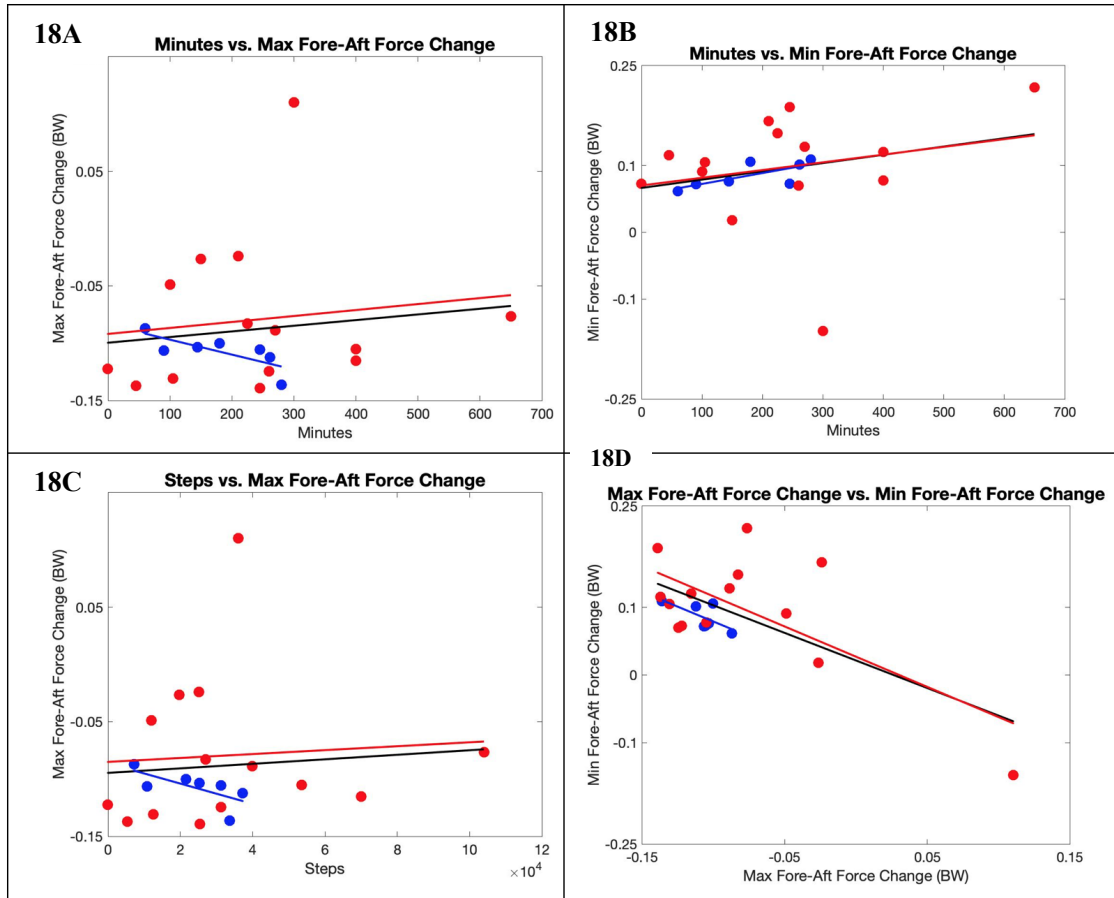 18A
Minutes vs. Max Fore-Aft Force Change
Max Fore-Aft Force Change (BW)
0.05
-0.05
-0.15
0 100 200 300 400 500 600 700
Minutes
18B
Minutes vs. Min Fore-Aft Force Change
Min Fore-Aft Force Change (BW)
0.25
0.1
0
-0.1
-0.25
0 100 200 300 400 500 600 700
Minutes
18C
Steps vs. Max Fore-Aft Force Change
Max Fore-Aft Force Change (BW)
0.05
-0.05
-0.15
0 2 4 6 8 10 12
Steps
×10⁴
18D
Max Fore-Aft Force Change vs. Min Fore-Aft Force Change
Min Fore-Aft Force Change (BW)
0.25
0.1
0
-0.1
-0.25
-0.15 -0.05 0.05 0.15
Max Fore-Aft Force Change (BW)